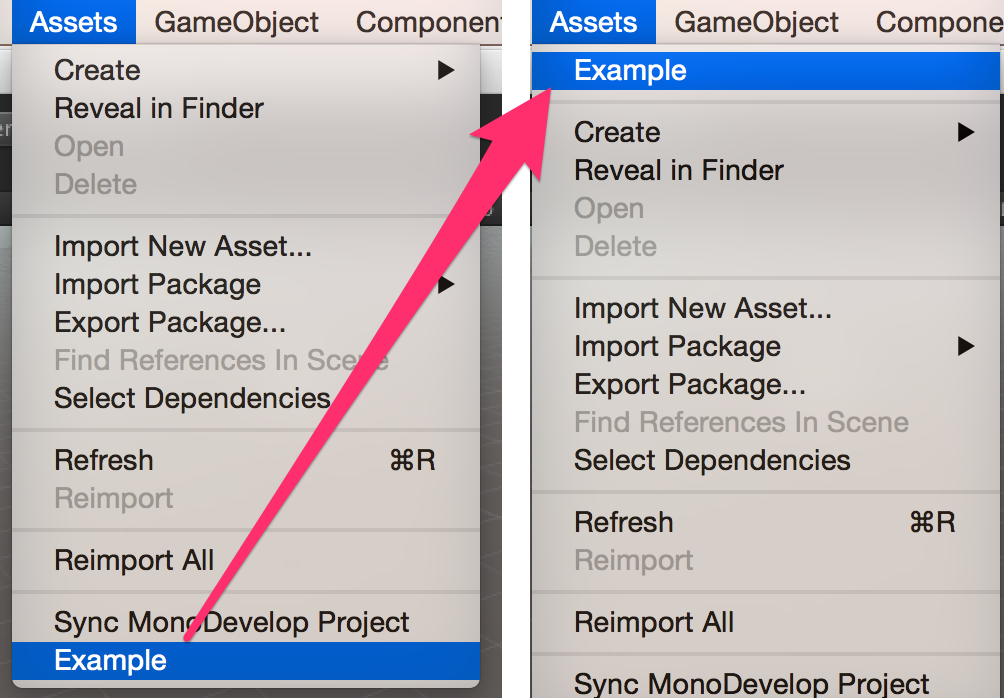 Assets GameObject Component
Create
Reveal in Finder
Open
Delete
Import New Asset...
Import Package
Export Package...
Find References In Scene
Select Dependencies
Refresh ⌘R
Reimport
Reimport All
Sync MonoDevelop Project
Example
Assets GameObject Compone
Example
Create
Reveal in Finder
Open
Delete
Import New Asset...
Import Package
Export Package...
Find References In Scene
Select Dependencies
Refresh ⌘R
Reimport
Reimport All
Sync MonoDevelop Project